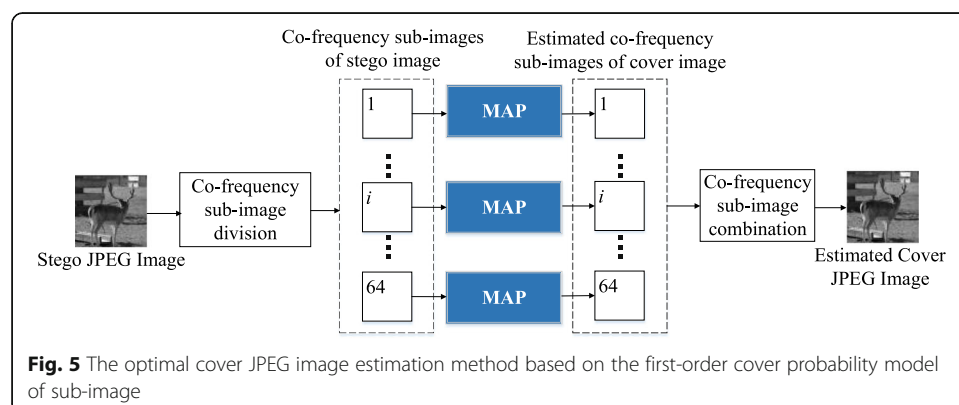 Co-frequency sub-images
of stego image
Estimated co-frequency
sub-images of cover image
1
MAP
1
i
MAP
i
64
MAP
64
Stego JPEG Image
Co-frequency
sub-image
division
Co-frequency
sub-image
combination
Estimated Cover
JPEG Image
Fig. 5 The optimal cover JPEG image estimation method based on the first-order cover probability model
of sub-image